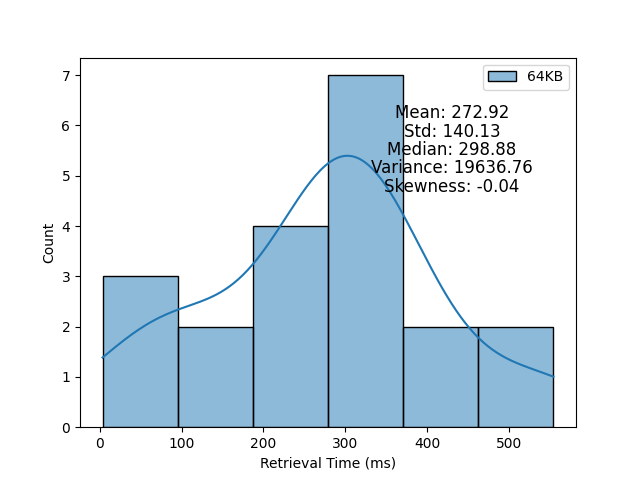 64KB
Mean: 272.92
Std: 140.13
Median: 298.88
Variance: 19636.76
Skewness: -0.04
7
6
5
4
3
2
1
0
Count
0 100 200 300 400 500
Retrieval Time (ms)